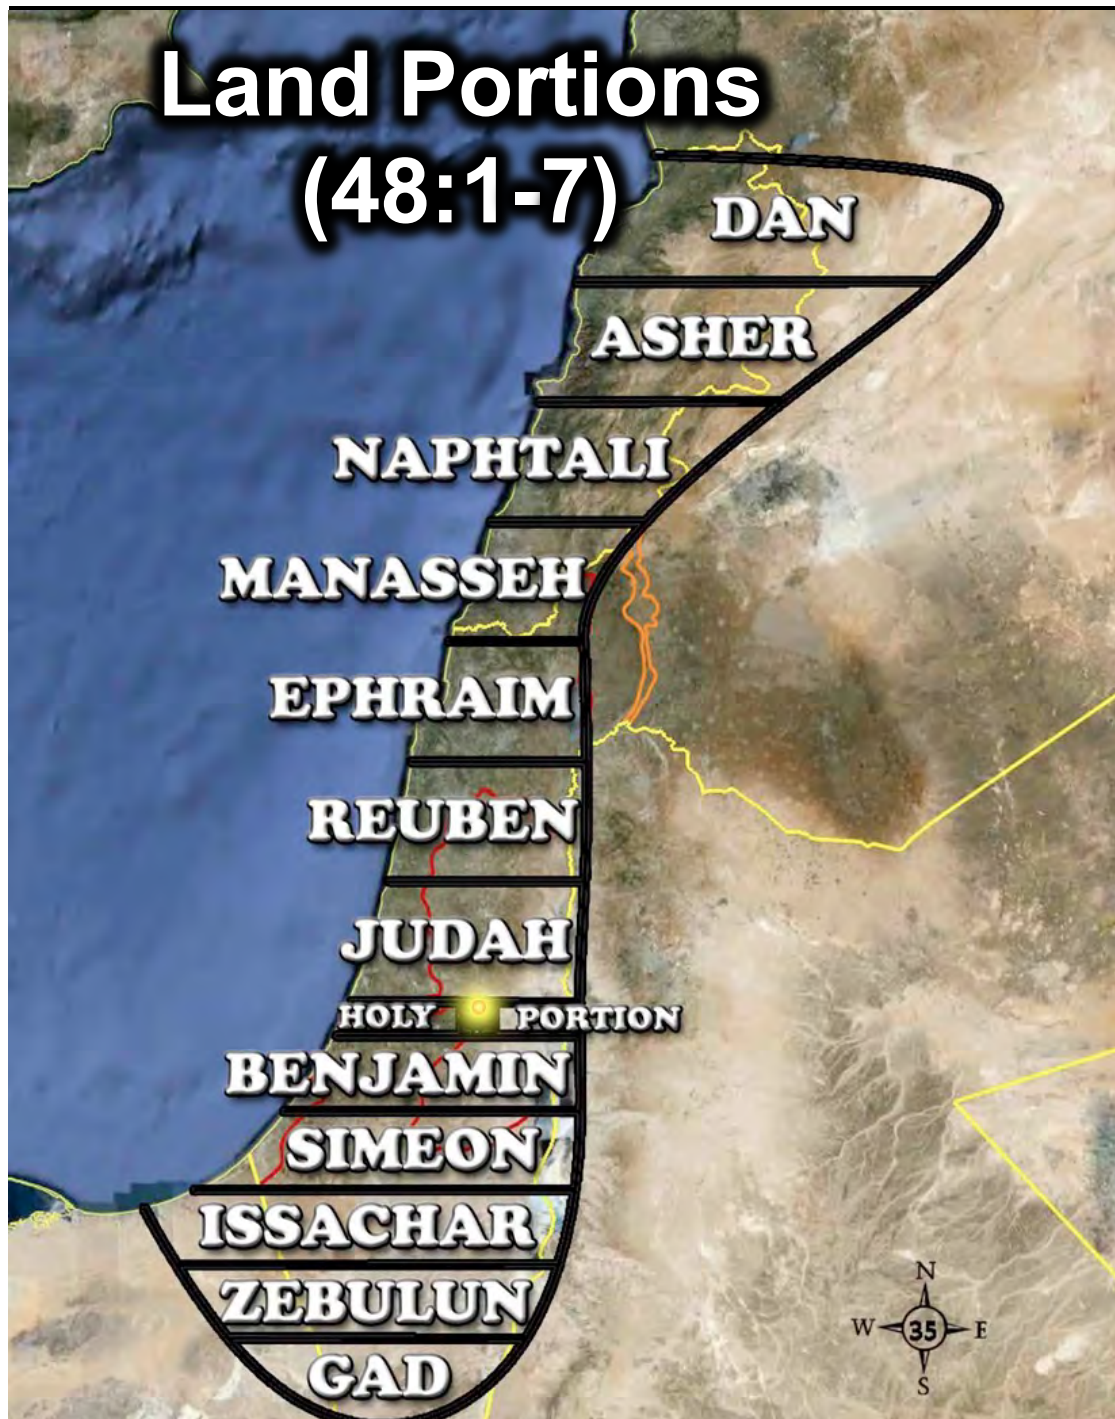 Land Portions
(48:1-7)
DAN
ASHER
NAPHTALI
MANASSEH
EPHRAIM
REUBEN
JUDAH
HOLY PORTION
BENJAMIN
SIMEON
ISSACHAR
ZEBULUN
GAD
N
W 35 E
S